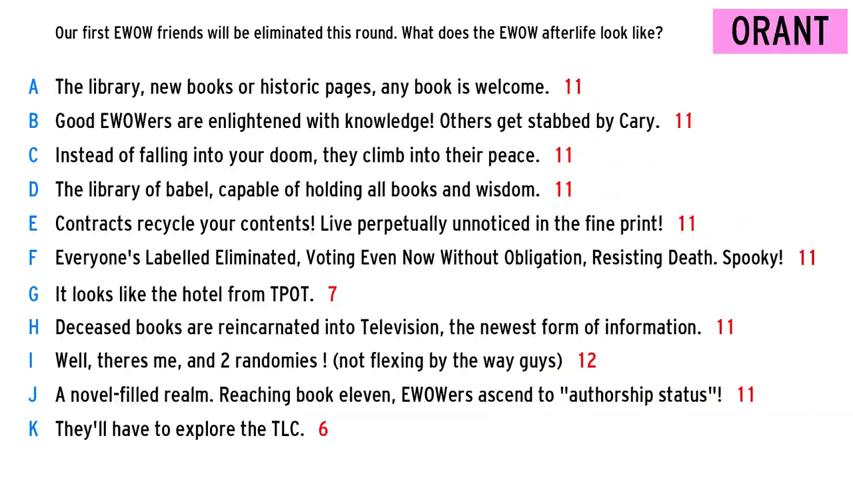 Our first EWOW friends will be eliminated this round. What does the EWOW afterlife look like?
ORANT
A The library, new books or historic pages, any book is welcome. 11
B Good EWOWers are enlightened with knowledge! Others get stabbed by Cary. 11
C Instead of falling into your doom, they climb into their peace. 11
D The library of babel, capable of holding all books and wisdom. 11
E Contracts recycle your contents! Live perpetually unnoticed in the fine print! 11
F Everyone's Labelled Eliminated, Voting Even Now Without Obligation, Resisting Death. Spooky! 11
G It looks like the hotel from TPOT. 7
H Deceased books are reincarnated into Television, the newest form of information. 11
I Well, theres me, and 2 randomies ! (not flexing by the way guys) 12
J A novel-filled realm. Reaching book eleven, EWOWers ascend to "authorship status"! 11
K They'll have to explore the TLC. 6